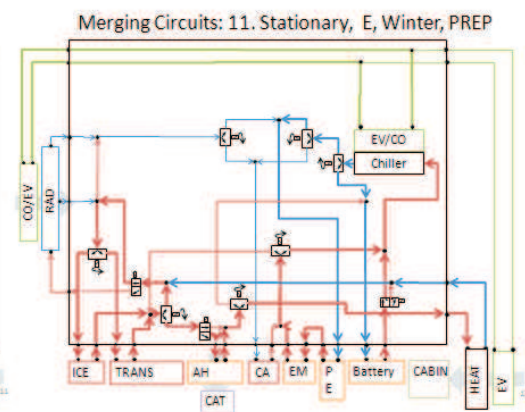 Merging Circuits: 11. Stationary, E, Winter, PREP
EV/CO
Chiller
CO/EV
RAD
ICE
TRANS
AH
CA
EM
P
E
Battery
CABIN
HEAT
EV
CAT